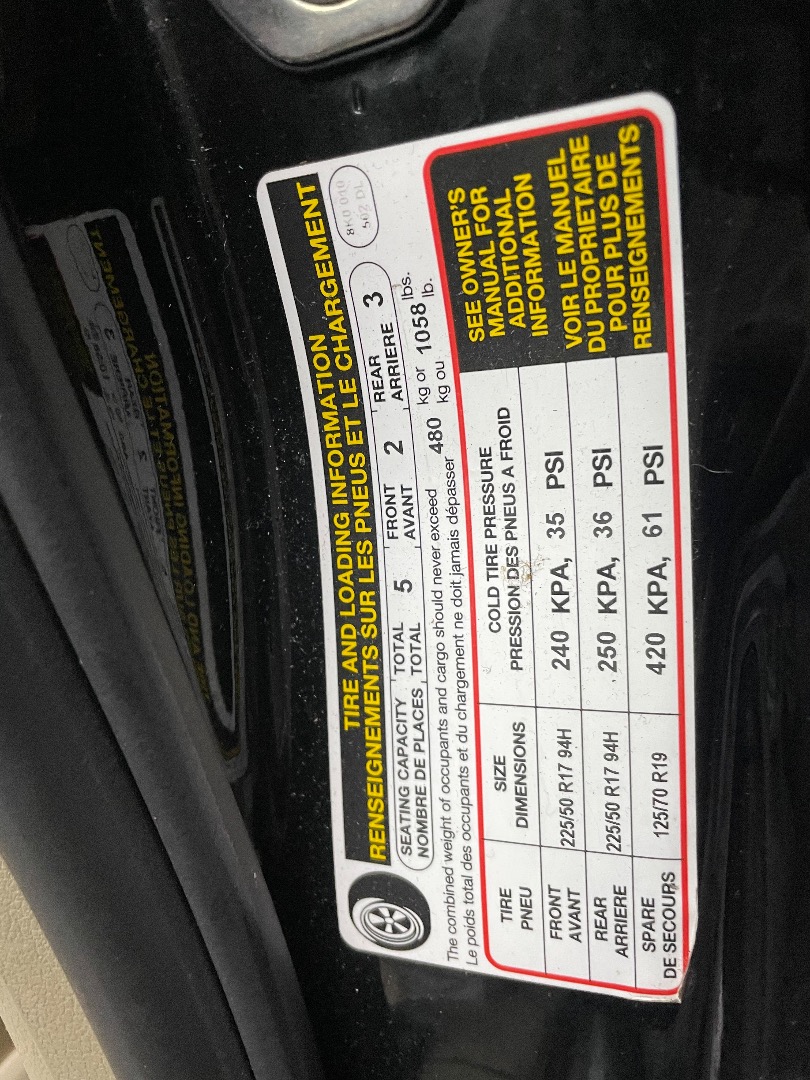 TIRE AND LOADING INFORMATION
RENSEIGNEMENTS SUR LES PNEUS ET LE CHARGEMENT
SEATING CAPACITY TOTAL 5 FRONT 2 REAR 3
NOMBRE DE PLACES TOTAL AVANT ARRIERE
8K0 010
502 DL
The combined weight of occupants and cargo should never exceed 480 kg or 1058 lbs.
Le poids total des occupants et du chargement ne doit jamais dépasser kg ou lb.
TIRE SIZE COLD TIRE PRESSURE
PNEU DIMENSIONS PRESSION DES PNEUS A FROID
FRONT 225/50 R17 94H 240 KPA, 35 PSI
AVANT
REAR 225/50 R17 94H 250 KPA, 36 PSI
ARRIERE
SPARE 125/70 R19 420 KPA, 61 PSI
DE SECOURS
SEE OWNER'S
MANUAL FOR
ADDITIONAL
INFORMATION
VOIR LE MANUEL
DU PROPRIETAIRE
POUR PLUS DE
RENSEIGNEMENTS